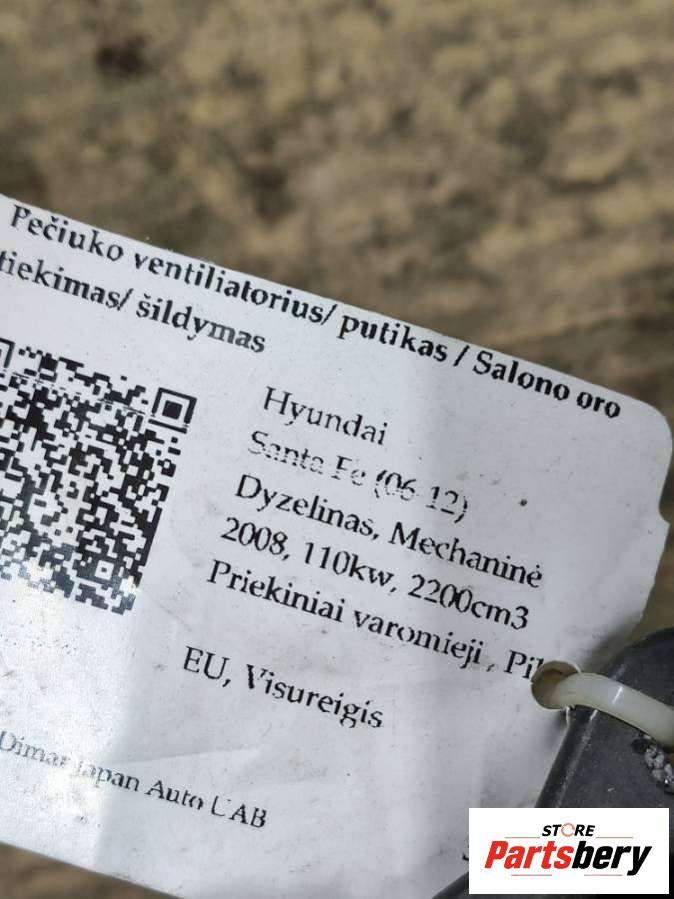 Pečiuko ventiliatorius/ putikas / Salono oro
tiekimas/ šildymas
Hyundai
Santa Fe (06-12)
Dyzelinas, Mechaninė
2008, 110kw, 2200cm3
Priekiniai varomieji ,
EU, Visureigis
Dimar Japan Auto UAB
STORE
Partsbery